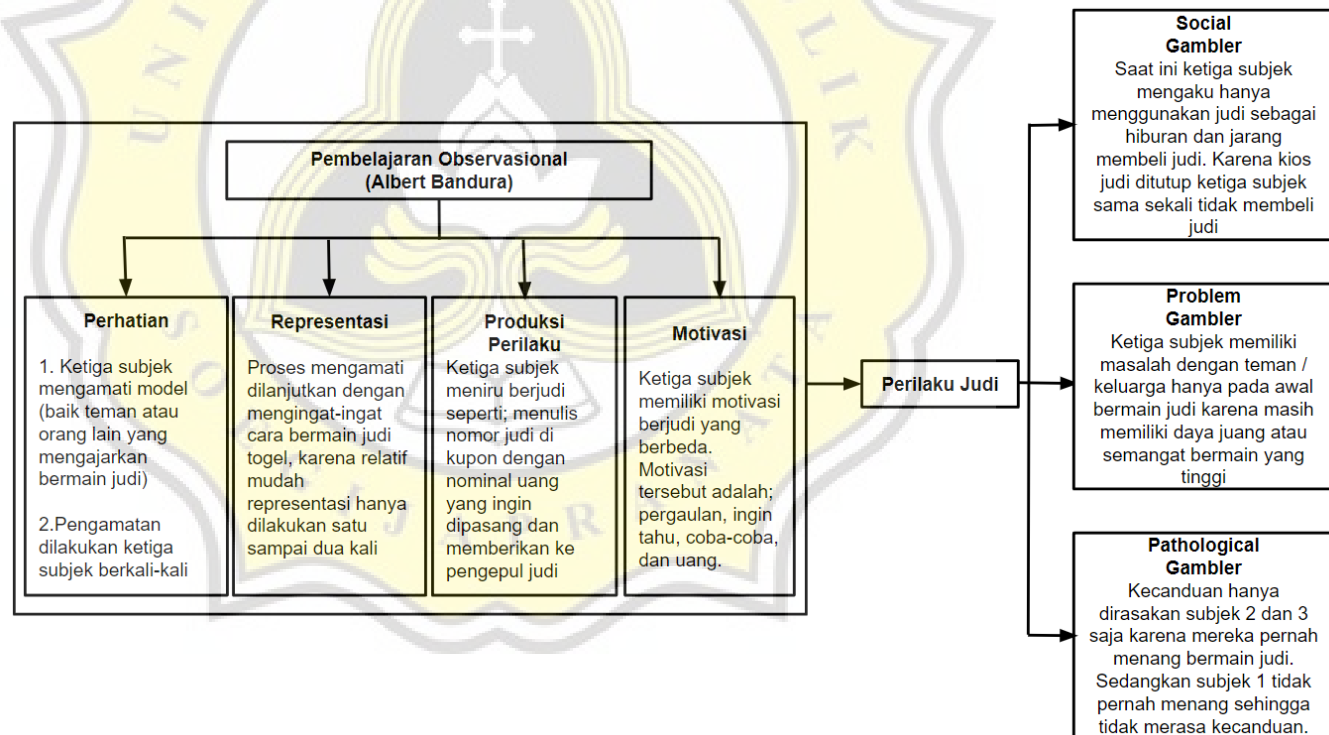 Pembelajaran Observasional
(Albert Bandura)
Perhatian
1. Ketiga subjek
mengamati model
(baik teman atau
orang lain yang
mengajarkan
bermain judi)
2.Pengamatan
dilakukan ketiga
subjek berkali-kali
Representasi
Proses mengamati
dilanjutkan dengan
mengingat-ingat
cara bermain judi
togel, karena relatif
mudah
representasi hanya
dilakukan satu
sampai dua kali
Produksi
Perilaku
Ketiga subjek
meniru berjudi
seperti; menulis
nomor judi di
kupon dengan
nominal uang
yang ingin
dipasang dan
memberikan ke
pengepul judi
Motivasi
Ketiga subjek
memiliki motivasi
berjudi yang
berbeda.
Motivasi
tersebut adalah;
pergaulan, ingin
tahu, coba-coba,
dan uang.
Perilaku Judi
Social
Gambler
Saat ini ketiga subjek
mengaku hanya
menggunakan judi sebagai
hiburan dan jarang
membeli judi. Karena kios
judi ditutup ketiga subjek
sama sekali tidak membeli
judi
Problem
Gambler
Ketiga subjek memiliki
masalah dengan teman /
keluarga hanya pada awal
bermain judi karena masih
memiliki daya juang atau
semangat bermain yang
tinggi
Pathological
Gambler
Kecanduan hanya
dirasakan subjek 2 dan 3
saja karena mereka pernah
menang bermain judi.
Sedangkan subjek 1 tidak
pernah menang sehingga
tidak merasa kecanduan.